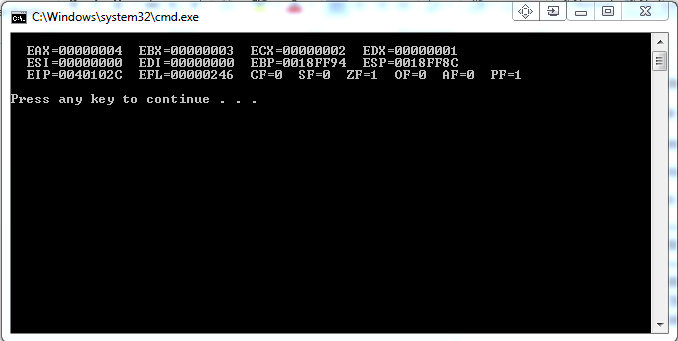 C:\Windows\system32\cmd.exe
EAX=00000004 EBX=00000003 ECX=00000002 EDX=00000001
ESI=00000000 EDI=00000000 EBP=0018FF94 ESP=0018FF8C
EIP=0040102C EFL=00000246 CF=0 SF=0 ZF=1 OF=0 AF=0 PF=1
Press any key to continue . . .